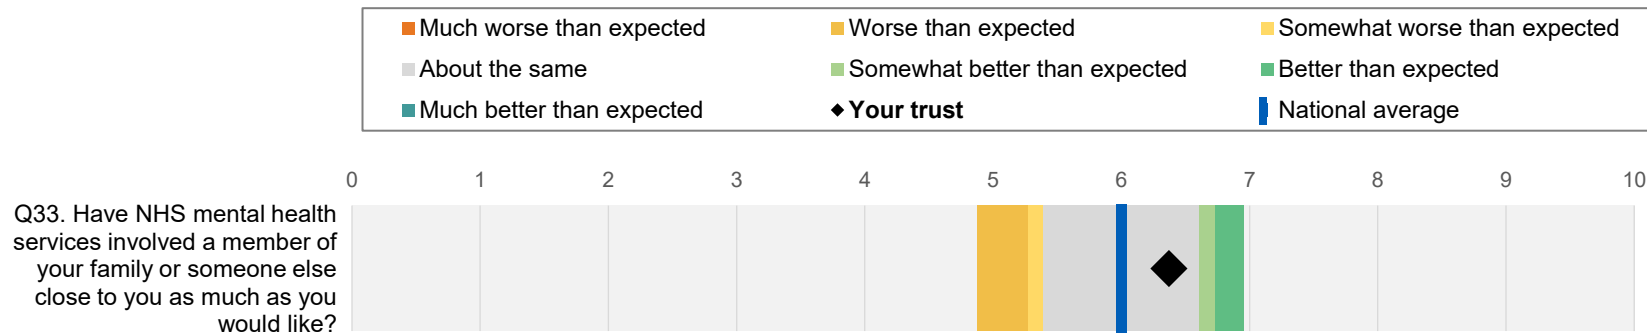 Much worse than expected Worse than expected Somewhat worse than expected
About the same Somewhat better than expected Better than expected
Much better than expected Your trust National average
0 1 2 3 4 5 6 7 8 9 10
Q33. Have NHS mental health
services involved a member of
your family or someone else
close to you as much as you
would like?